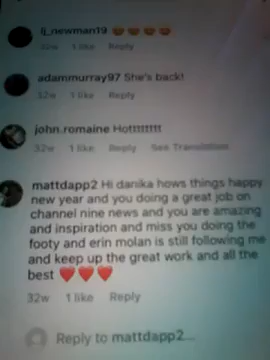 lj_newman19 😍 😍 😍 😍
32w 1 like Reply
adammurray97 She's back!
32w 1 like Reply
john.romaine Hot!!!!!!!!
32w 1 like Reply See Translation
mattdapp2 Hi danika hows things happy
new year and you doing a great job on
channel nine news and you are amazing
and inspiration and miss you doing the
footy and erin molan is still following me
and keep up the great work and all the
best ❤️❤️❤️
32w 1 like Reply
Reply to mattdapp2...